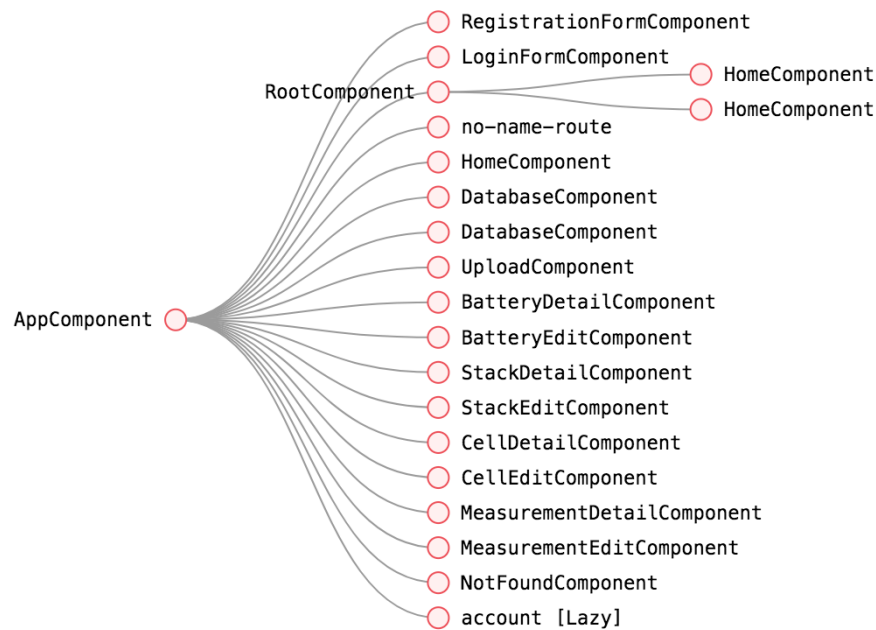 RegistrationFormComponent
LoginFormComponent
HomeComponent
RootComponent
HomeComponent
no-name-route
HomeComponent
DatabaseComponent
DatabaseComponent
UploadComponent
BatteryDetailComponent
AppComponent
BatteryEditComponent
StackDetailComponent
StackEditComponent
CellDetailComponent
CellEditComponent
MeasurementDetailComponent
MeasurementEditComponent
NotFoundComponent
account [Lazy]